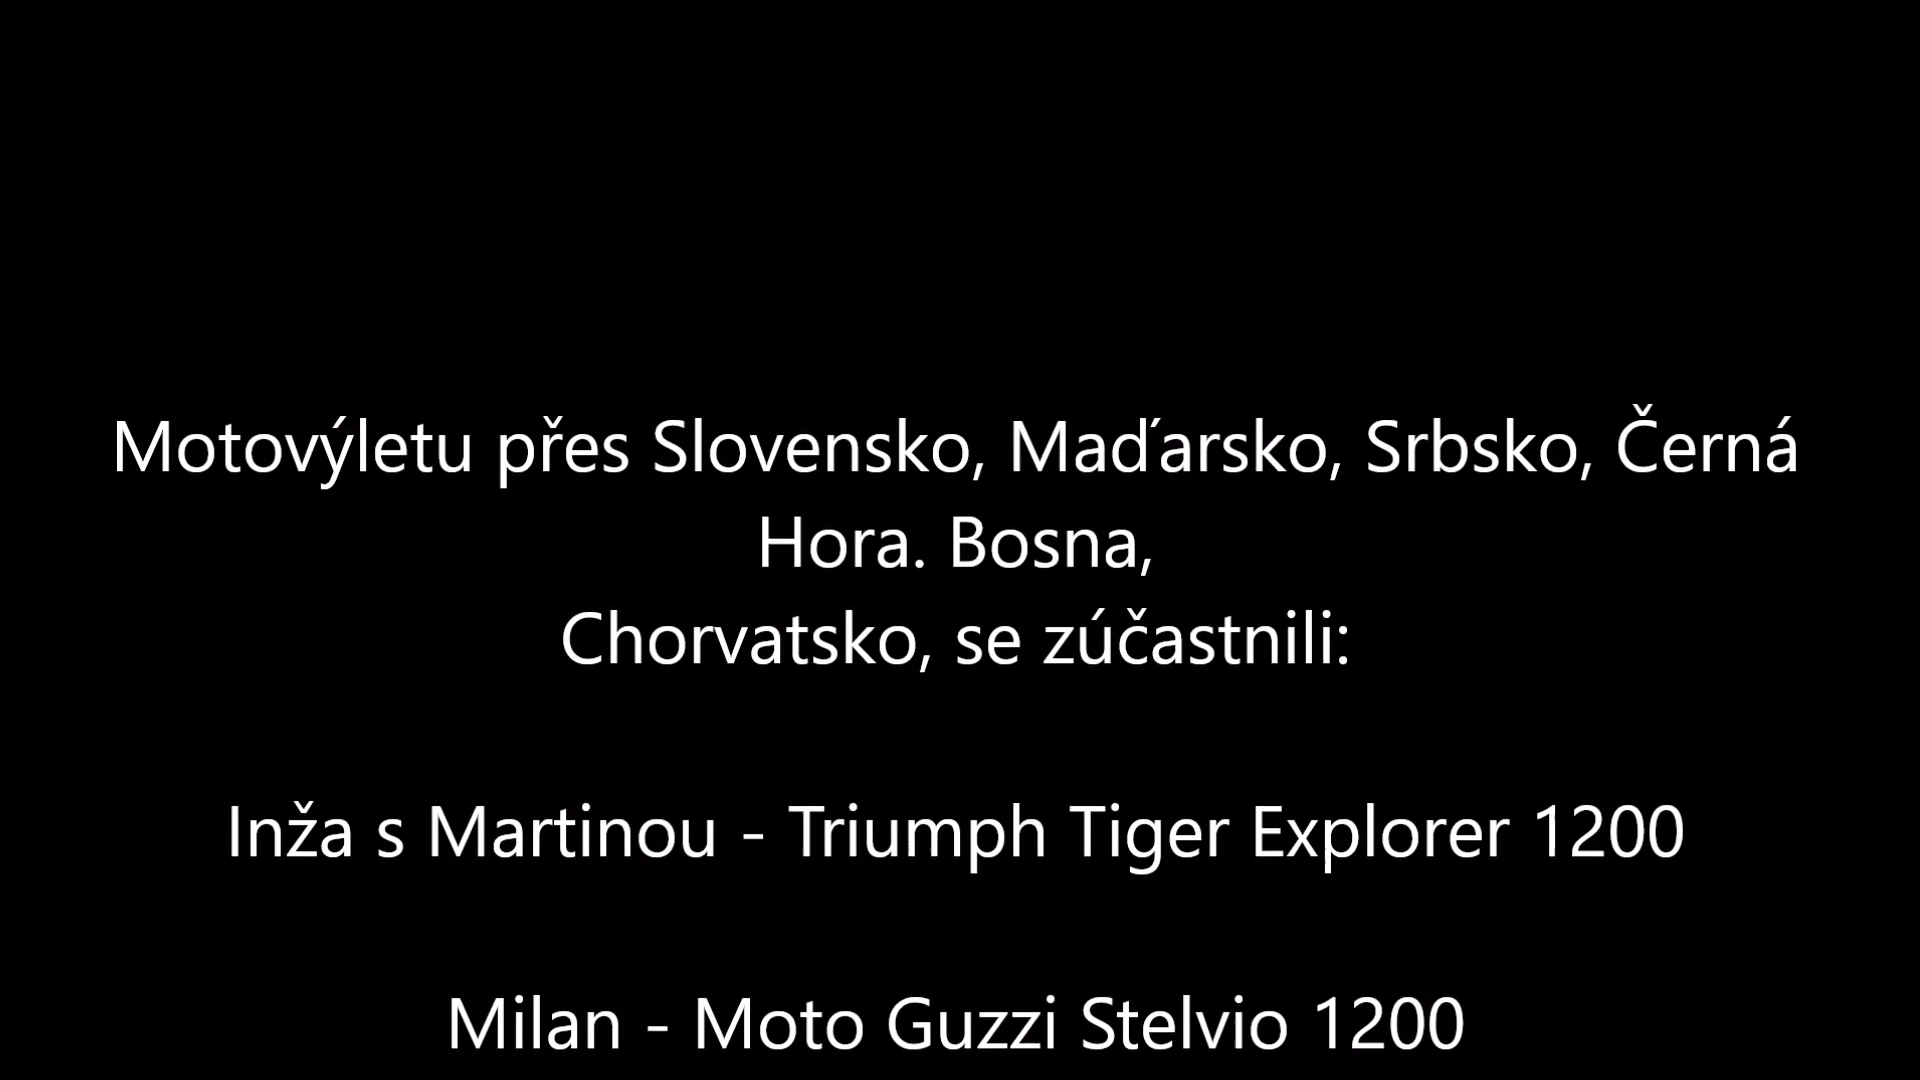 Motovýletu přes Slovensko, Maďarsko, Srbsko, Černá
Hora. Bosna,
Chorvatsko, se zúčastnili:
Inža s Martinou - Triumph Tiger Explorer 1200
Milan - Moto Guzzi Stelvio 1200